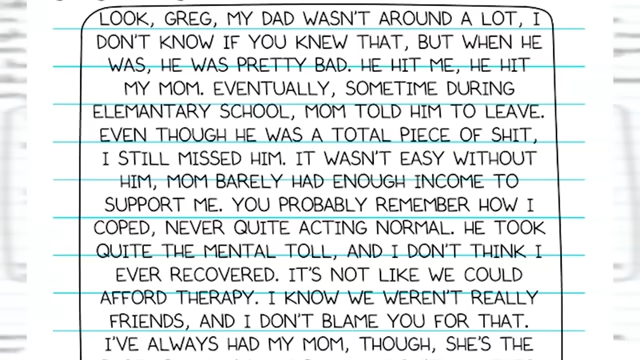 LOOK, GREG, MY DAD WASN'T AROUND A LOT, I
DON'T KNOW IF YOU KNEW THAT, BUT WHEN HE
WAS, HE WAS PRETTY BAD. HE HIT ME, HE HIT
MY MOM. EVENTUALLY, SOMETIME DURING
ELEMANTARY SCHOOL, MOM TOLD HIM TO LEAVE.
EVEN THOUGH HE WAS A TOTAL PIECE OF SHIT,
I STILL MISSED HIM. IT WASN'T EASY WITHOUT
HIM, MOM BARELY HAD ENOUGH INCOME TO
SUPPORT ME. YOU PROBABLY REMEMBER HOW I
COPED, NEVER QUITE ACTING NORMAL. HE TOOK
QUITE THE MENTAL TOLL, AND I DON'T THINK I
EVER RECOVERED. IT'S NOT LIKE WE COULD
AFFORD THERAPY. I KNOW WE WEREN'T REALLY
FRIENDS, AND I DON'T BLAME YOU FOR THAT.
I'VE ALWAYS HAD MY MOM, THOUGH, SHE'S THE